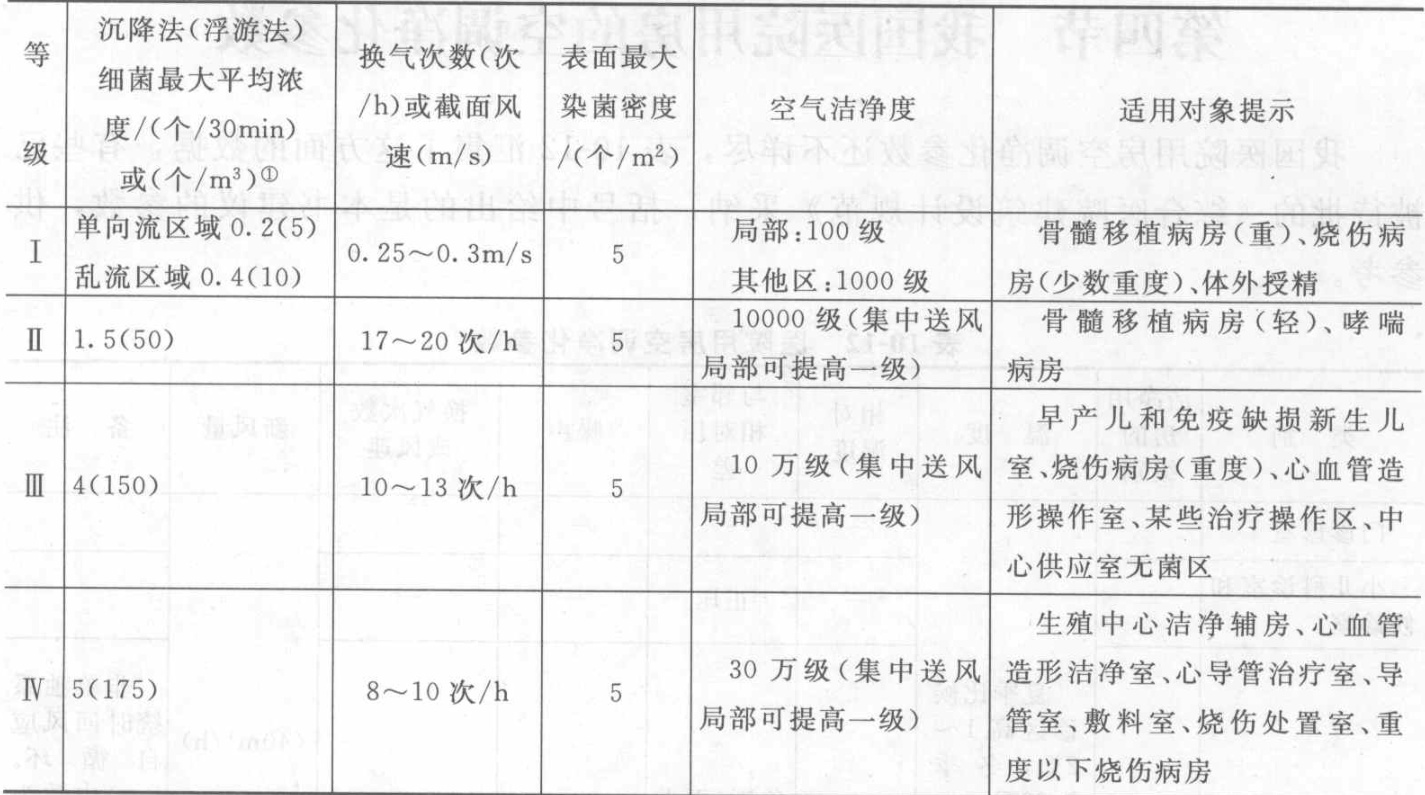 等级
沉降法(浮游法)
细菌最大平均浓
度/(个/30min)
或(个/m³)①
换气次数(次
/h)或截面风
速(m/s)
表面最大
染菌密度
/(个/m²)
空气洁净度
适用对象提示
Ⅰ
单向流区域 0.2(5)
乱流区域 0.4(10)
0.25～0.3m/s
5
局部:100 级
其他区:1000 级
骨髓移植病房(重)、烧伤病
房(少数重度)、体外授精
Ⅱ
1.5(50)
17～20 次/h
5
10000 级(集中送风
局部可提高一级)
骨髓移植病房(轻)、哮喘
病房
Ⅲ
4(150)
10～13 次/h
5
10 万级(集中送风
局部可提高一级)
早产儿和免疫缺损新生儿
室、烧伤病房(重度)、心血管造
形操作室、某些治疗操作区、中
心供应室无菌区
Ⅳ
5(175)
8～10 次/h
5
30 万级(集中送风
局部可提高一级)
生殖中心洁净辅房、心血管
造形洁净室、心导管治疗室、导
管室、敷料室、烧伤处置室、重
度以下烧伤病房